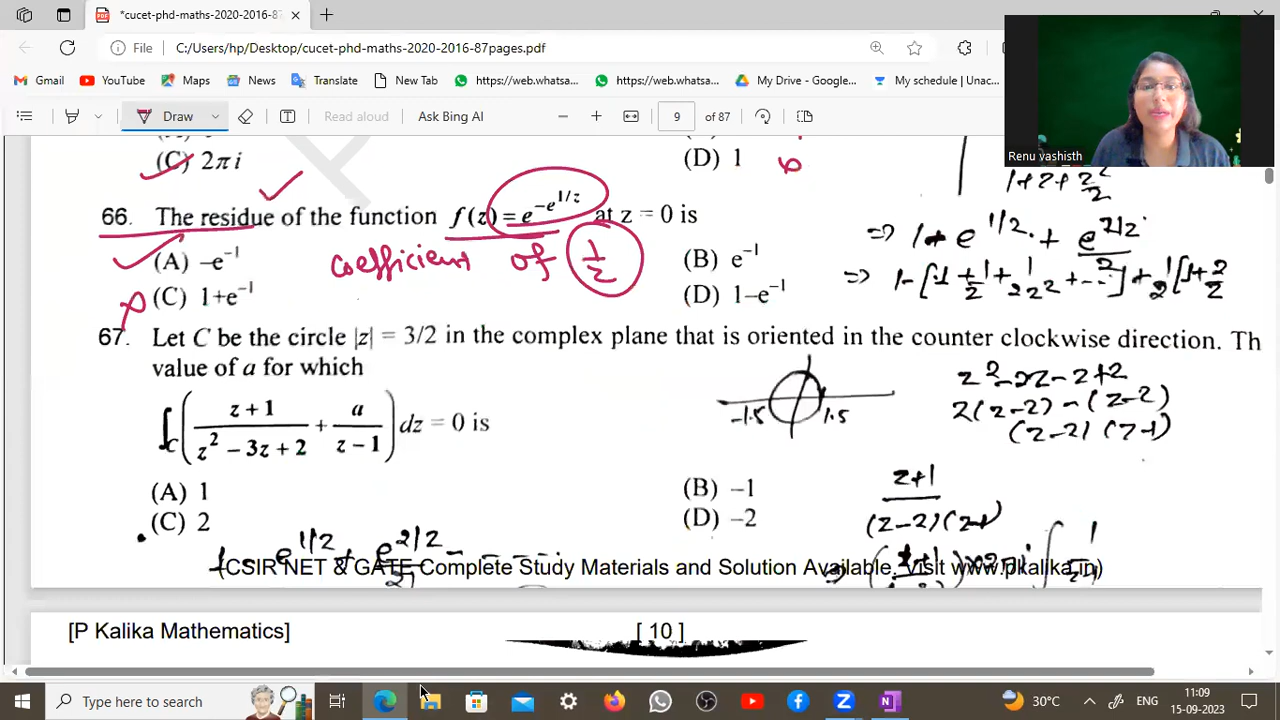 *cucet-phd-maths-2020-2016-87
File C:/Users/hp/Desktop/cucet-phd-maths-2020-2016-87pages.pdf
Gmail YouTube Maps News Translate New Tab https://web.whatsa... https://web.whatsa... My Drive - Google... My schedule | Unac...
Draw Read aloud Ask Bing AI 9 of 87
Renu vashisth
(C) 2πi (D) 1
1+z+z²/2
66. The residue of the function f(z) = e^{-e^{1/z}} at z = 0 is
coefficient of 1/z
(A) –e⁻¹ (B) e⁻¹
(C) 1+e⁻¹ (D) 1–e⁻¹
67. Let C be the circle |z| = 3/2 in the complex plane that is oriented in the counter clockwise direction. Th
value of a for which
∫_C ( (z+1)/(z² – 3z + 2) + a/(z – 1) ) dz = 0 is
-1.5 1.5
z(z-2) - (z-2)
(z-2) (z-1)
(A) 1 (B) –1
(C) 2 (D) –2
z+1
(CSIR NET & GATE Complete Study Materials and Solution Available. Visit www.pkalika.in)
[P Kalika Mathematics] [ 10 ]
Type here to search 30°C ENG 11:09
15-09-2023